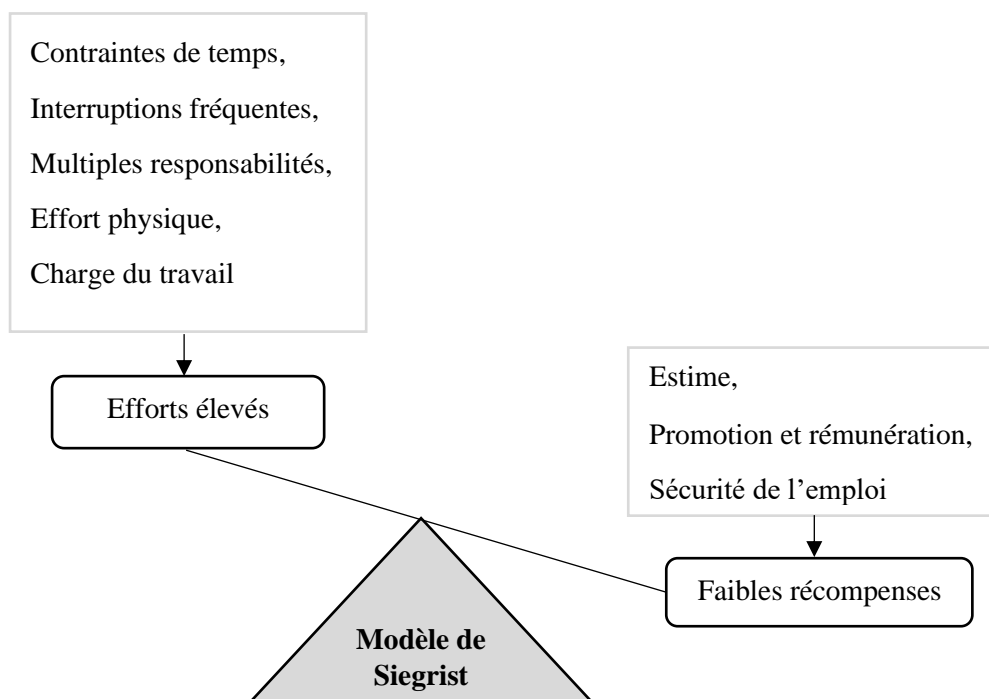 Contraintes de temps,
Interruptions fréquentes,
Multiples responsabilités,
Effort physique,
Charge du travail
Efforts élevés
Estime,
Promotion et rémunération,
Sécurité de l’emploi
Faibles récompenses
Modèle de
Siegrist